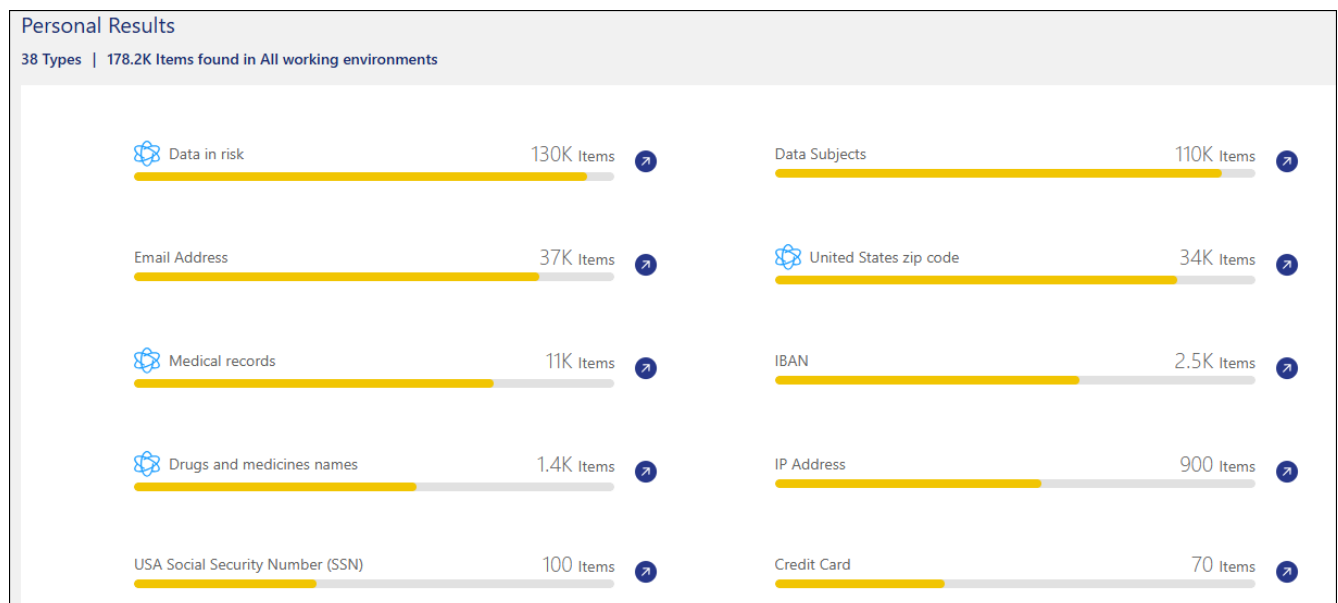 Personal Results
38 Types | 178.2K Items found in All working environments
Data in risk 130K Items
Data Subjects 110K Items
Email Address 37K Items
United States zip code 34K Items
Medical records 11K Items
IBAN 2.5K Items
Drugs and medicines names 1.4K Items
IP Address 900 Items
USA Social Security Number (SSN) 100 Items
Credit Card 70 Items